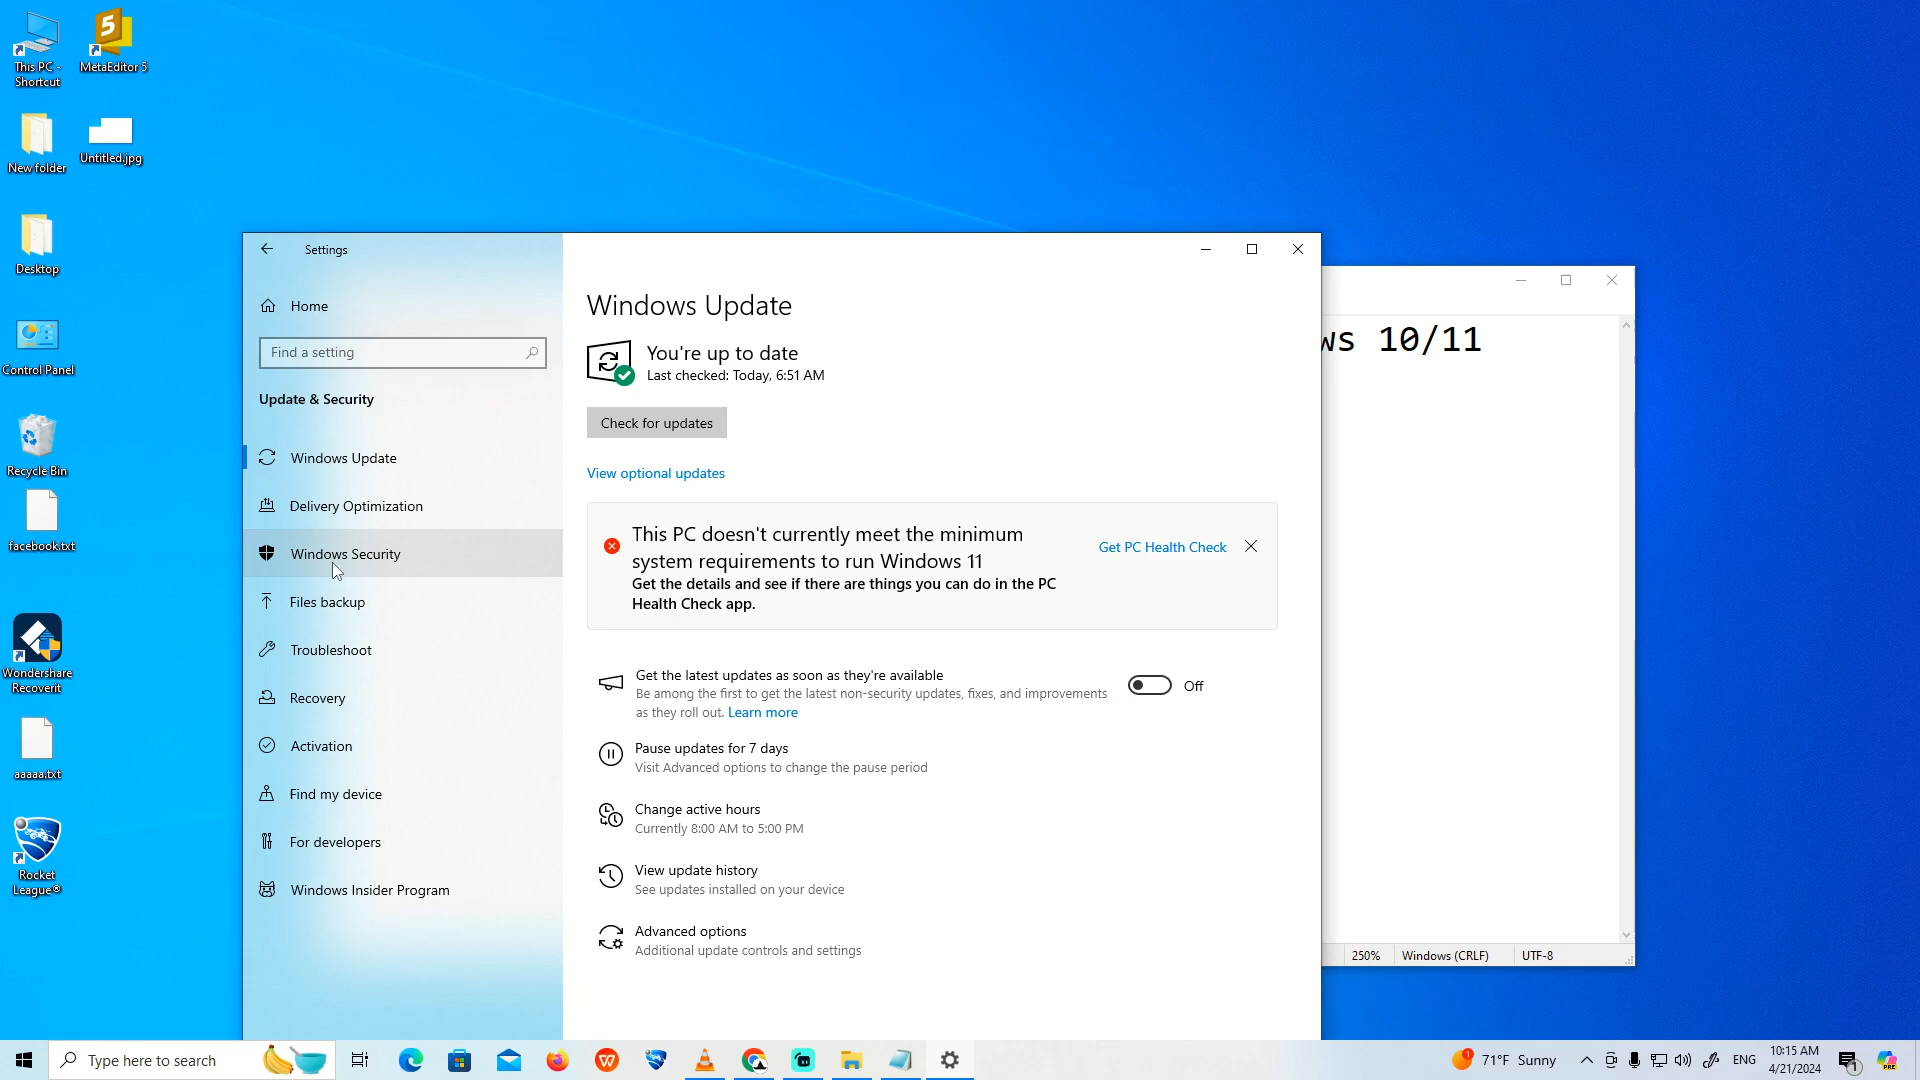 This PC -
Shortcut
MetaEditor 5
New folder
Untitled.jpg
Desktop
Control Panel
Recycle Bin
facebook.txt
Wondershare
Recoverit
aaaaa.txt
Rocket
League®
Settings
Home
Find a setting
Update & Security
Windows Update
Delivery Optimization
Windows Security
Files backup
Troubleshoot
Recovery
Activation
Find my device
For developers
Windows Insider Program
Windows Update
You're up to date
Last checked: Today, 6:51 AM
Check for updates
View optional updates
This PC doesn't currently meet the minimum
system requirements to run Windows 11
Get the details and see if there are things you can do in the PC
Health Check app.
Get PC Health Check
Get the latest updates as soon as they're available
Be among the first to get the latest non-security updates, fixes, and improvements
as they roll out. Learn more
Off
Pause updates for 7 days
Visit Advanced options to change the pause period
Change active hours
Currently 8:00 AM to 5:00 PM
View update history
See updates installed on your device
Advanced options
Additional update controls and settings
ws 10/11
250%
Windows (CRLF)
UTF-8
Type here to search
71°F Sunny
ENG
10:15 AM
4/21/2024